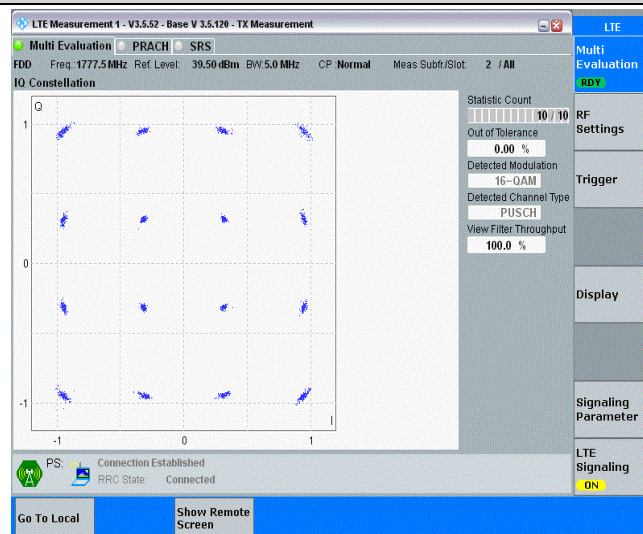 LTE Measurement 1 - V3.5.52 - Base V 3.5.120 - TX Measurement
LTE
Multi Evaluation PRACH SRS
FDD Freq.:1777.5 MHz Ref. Level: 39.50 dBm BW:5.0 MHz CP :Normal Meas Subfr./Slot: 2 / All
IQ Constellation
Multi
Evaluation
RDY
RF
Settings
Trigger
Display
Signaling
Parameter
LTE
Signaling
ON
Statistic Count
10 / 10
Out of Tolerance
0.00 %
Detected Modulation
16-QAM
Detected Channel Type
PUSCH
View Filter Throughput
100.0 %
Q
1
0
-1
I
-1 0 1
PS: Connection Established
RRC State: Connected
Go To Local
Show Remote
Screen